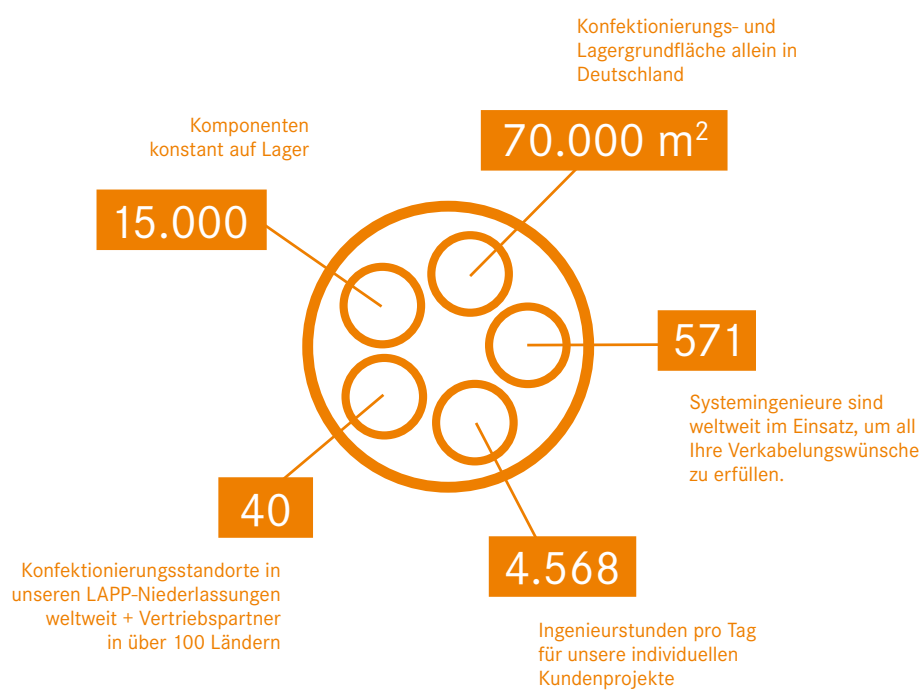 Konfektionierungs- und
Lagergrundfläche allein in
Deutschland
70.000 m²
Komponenten
konstant auf Lager
15.000
571
Systemingenieure sind
weltweit im Einsatz, um all
Ihre Verkabelungswünsche
zu erfüllen.
40
Konfektionierungsstandorte in
unseren LAPP-Niederlassungen
weltweit + Vertriebspartner
in über 100 Ländern
4.568
Ingenieurstunden pro Tag
für unsere individuellen
Kundenprojekte